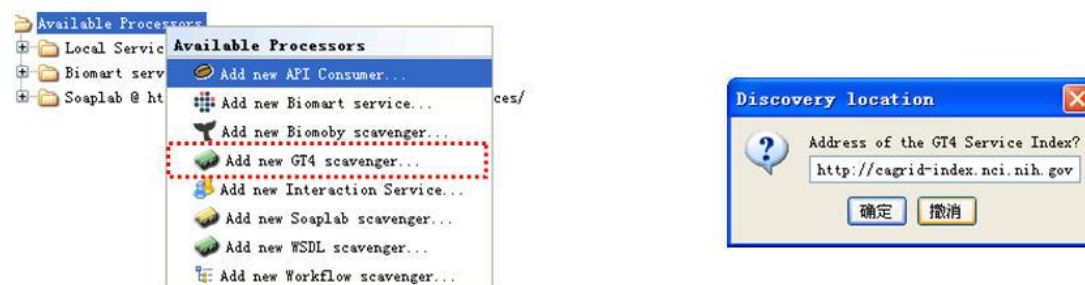 Available Processors
Local Servic
Biomart serv
Soaplab @ ht
ces/
Available Processors
Add new API Consumer...
Add new Biomart service...
Add new Biomoby scavenger...
Add new GT4 scavenger...
Add new Interaction Service...
Add new Soaplab scavenger...
Add new WSDL scavenger...
Add new Workflow scavenger...
Discovery location
Address of the GT4 Service Index?
http://cagrid-index.nci.nih.gov
确定
撤消